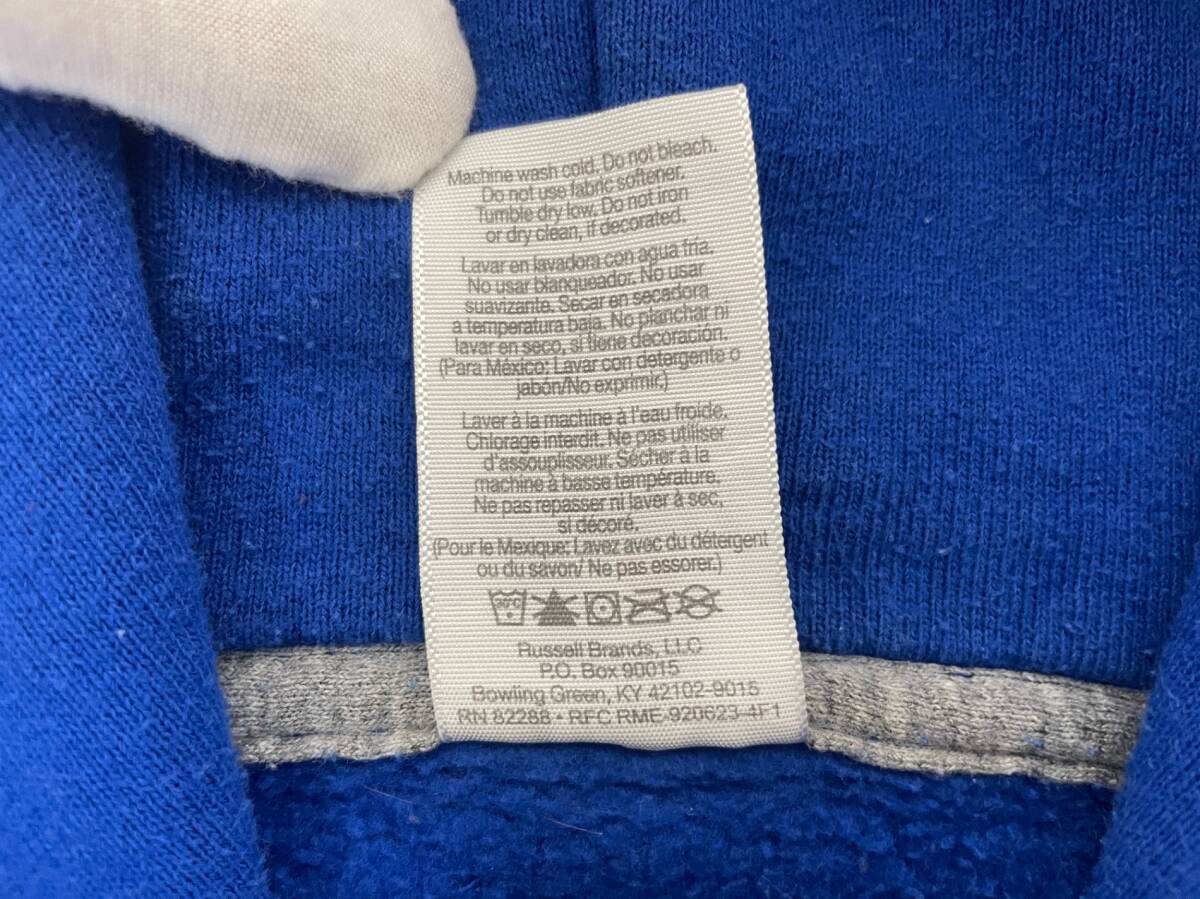 Machine wash cold. Do not bleach.
Do not use fabric softener.
Tumble dry low. Do not iron
or dry clean, if decorated.
Lavar en lavadora con agua fría.
No usar blanqueador. No usar
suavizante. Secar en secadora
a temperatura baja. No planchar ni
lavar en seco, si tiene decoración.
(Para México: Lavar con detergente o
jabón/No exprimir.)
Laver à la machine à l'eau froide.
Chlorage interdit. Ne pas utiliser
d'assouplisseur. Sécher à la
machine à basse température.
Ne pas repasser ni laver à sec,
si décoré.
(Pour le Mexique: Lavez avec du détergent
ou du savon/ Ne pas essorer.)
Russell Brands, LLC
P.O. Box 90015
Bowling Green, KY 42102-9015
RN 82288 • RFC RME-920623-4F1